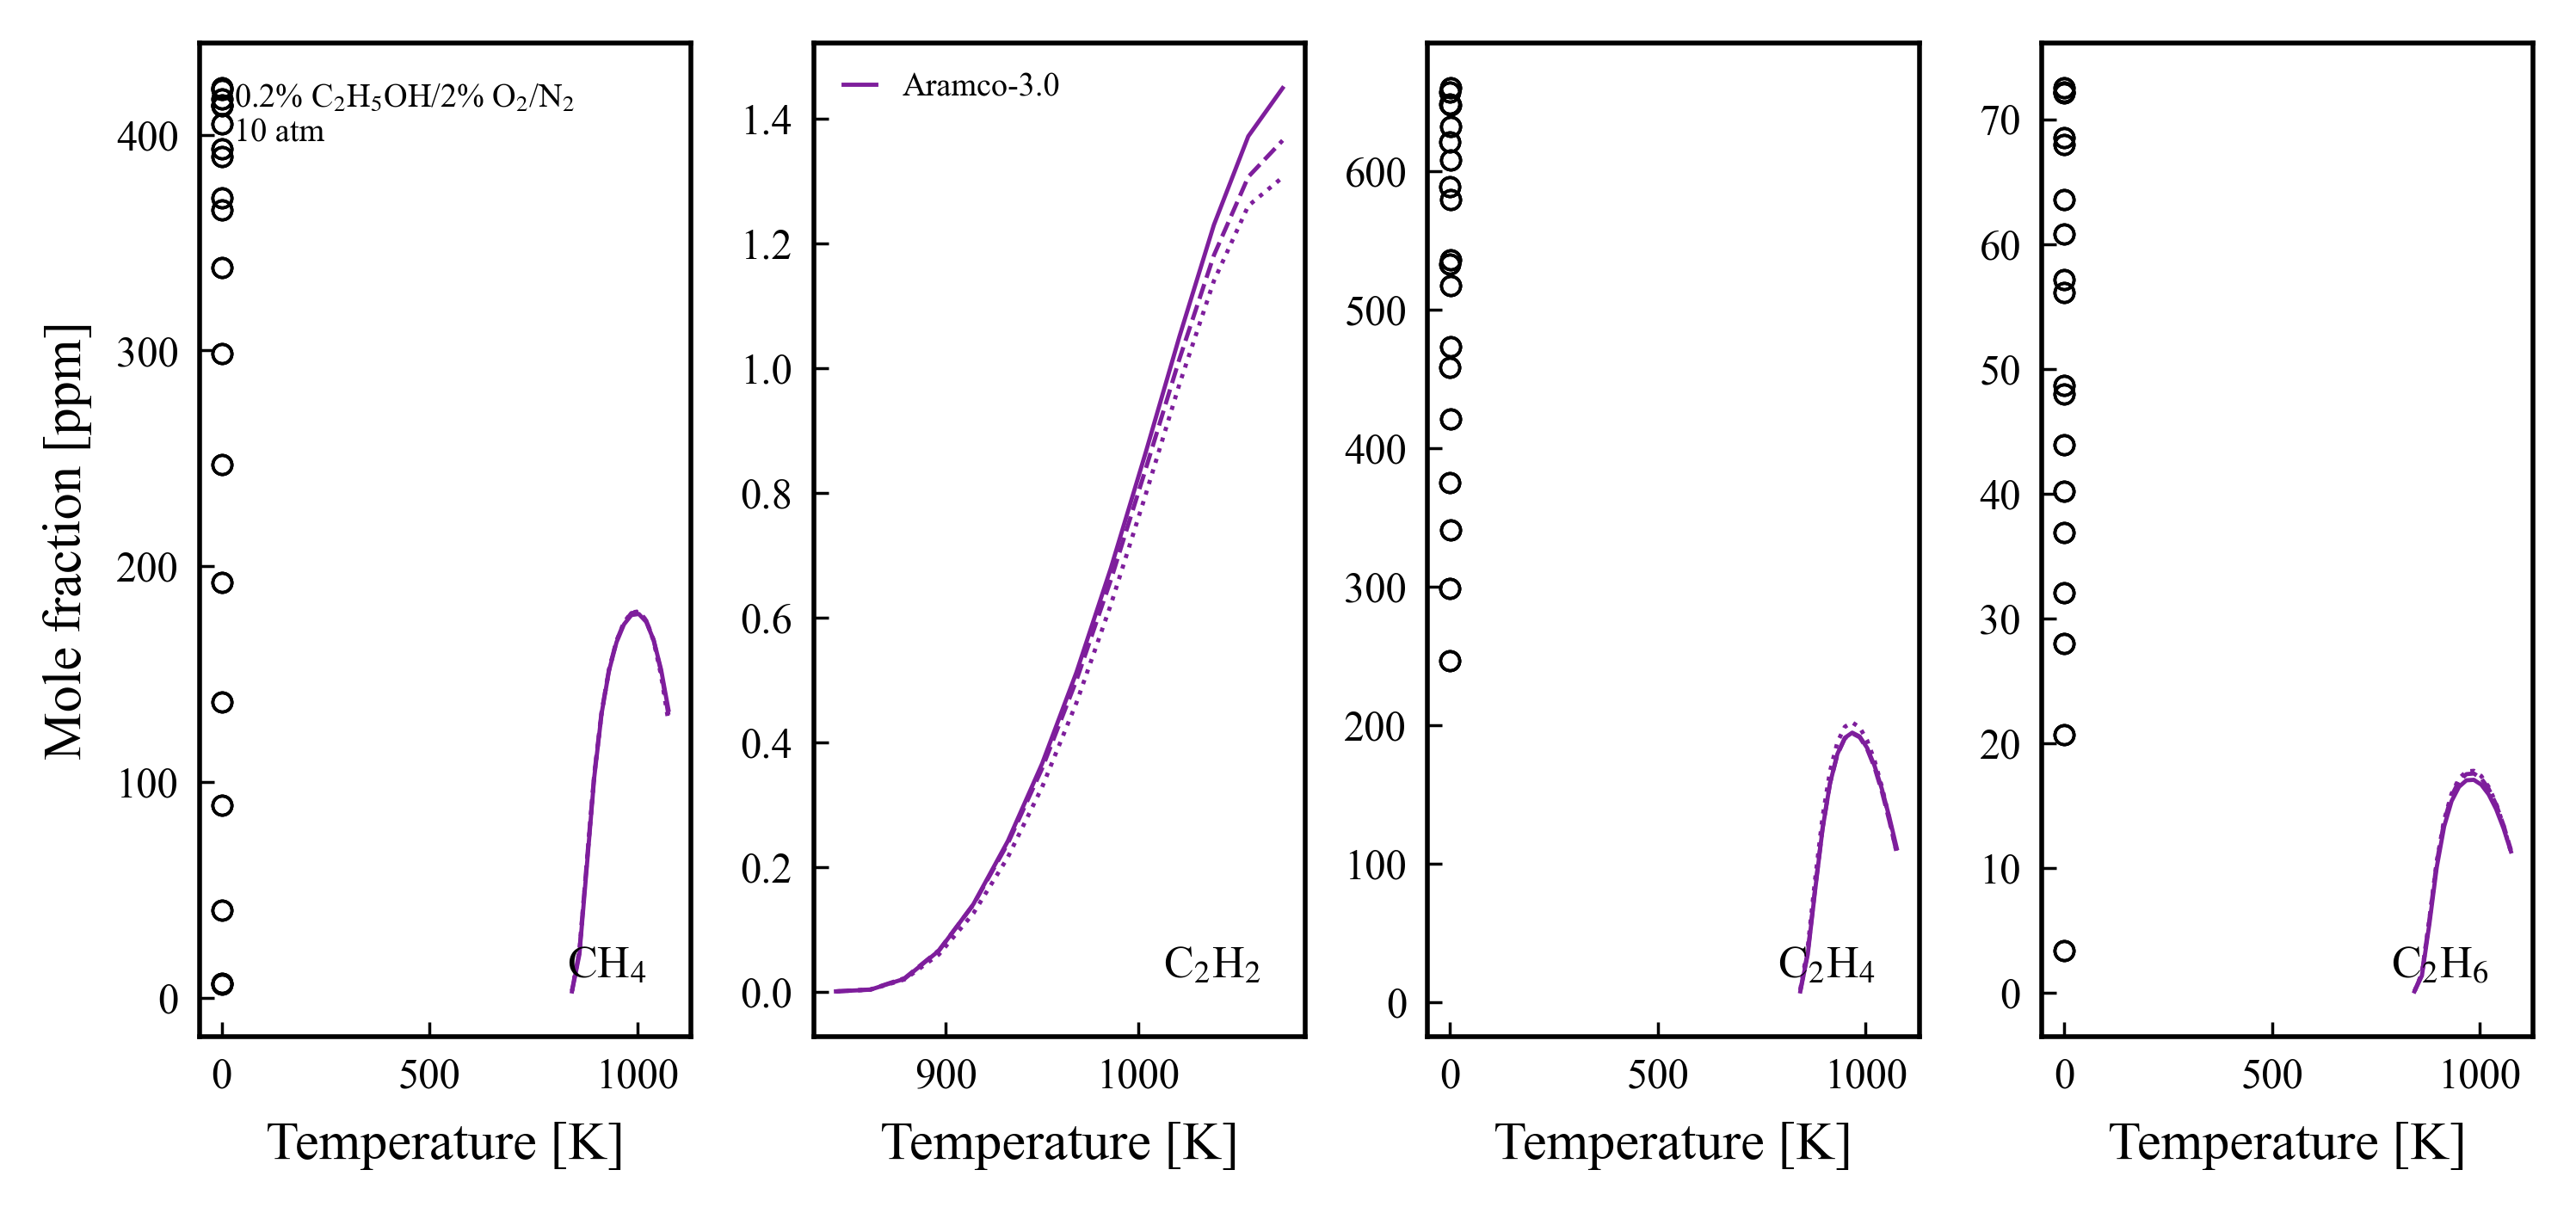 Mole fraction [ppm]
0.2% C₂H₅OH/2% O₂/N₂
10 atm
400
300
200
100
0
CH₄
0 500 1000
Temperature [K]
Aramco-3.0
1.4
1.2
1.0
0.8
0.6
0.4
0.2
0.0
C₂H₂
900 1000
Temperature [K]
600
500
400
300
200
100
0
C₂H₄
0 500 1000
Temperature [K]
70
60
50
40
30
20
10
0
C₂H₆
0 500 1000
Temperature [K]